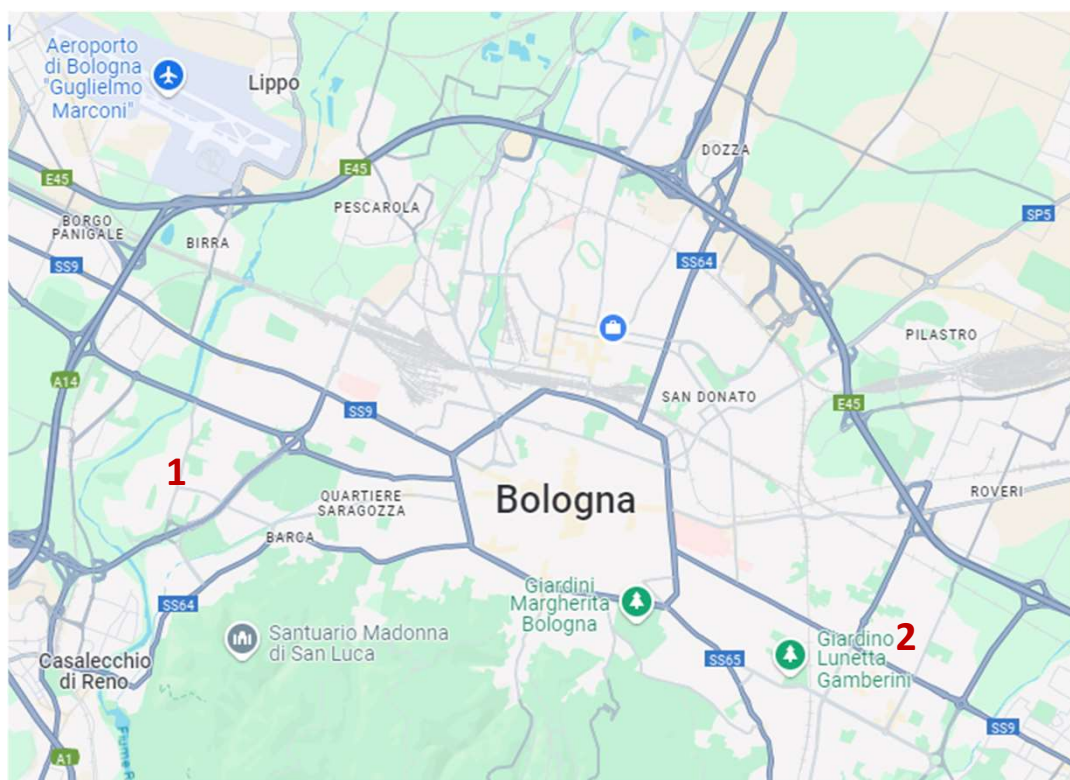 Aeroporto
di Bologna
"Guglielmo
Marconi"
Lippo
DOZZA
E45
E45
PESCAROLA
BORGO
PANIGALE
BIRRA
SP5
SS9
SS64
PILASTRO
A14
SAN DONATO
SS9
E45
1
QUARTIERE
SARAGOZZA
Bologna
ROVERI
BARCA
Giardini
Margherita
Bologna
SS64
Santuario Madonna
di San Luca
Giardino
Lunetta
Gamberini
2
SS65
Casalecchio
di Reno
SS9
A1
Fiume R